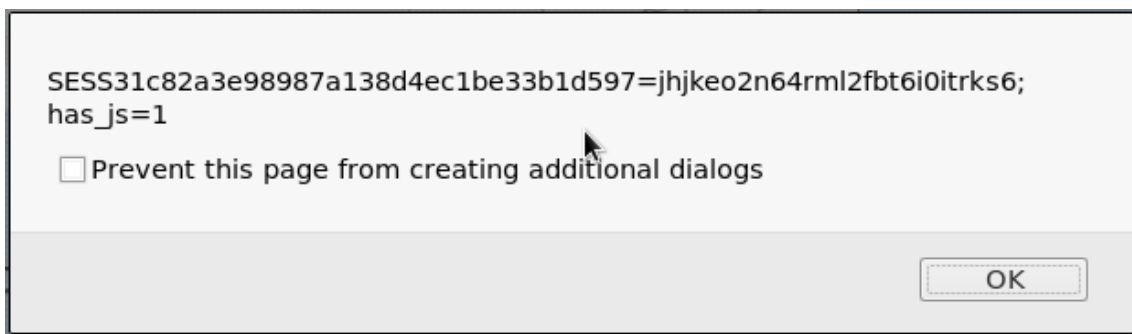 SESS31c82a3e98987a138d4ec1be33b1d597=jhjkeo2n64rml2fbt6i0itrks6;
has_js=1
Prevent this page from creating additional dialogs
OK